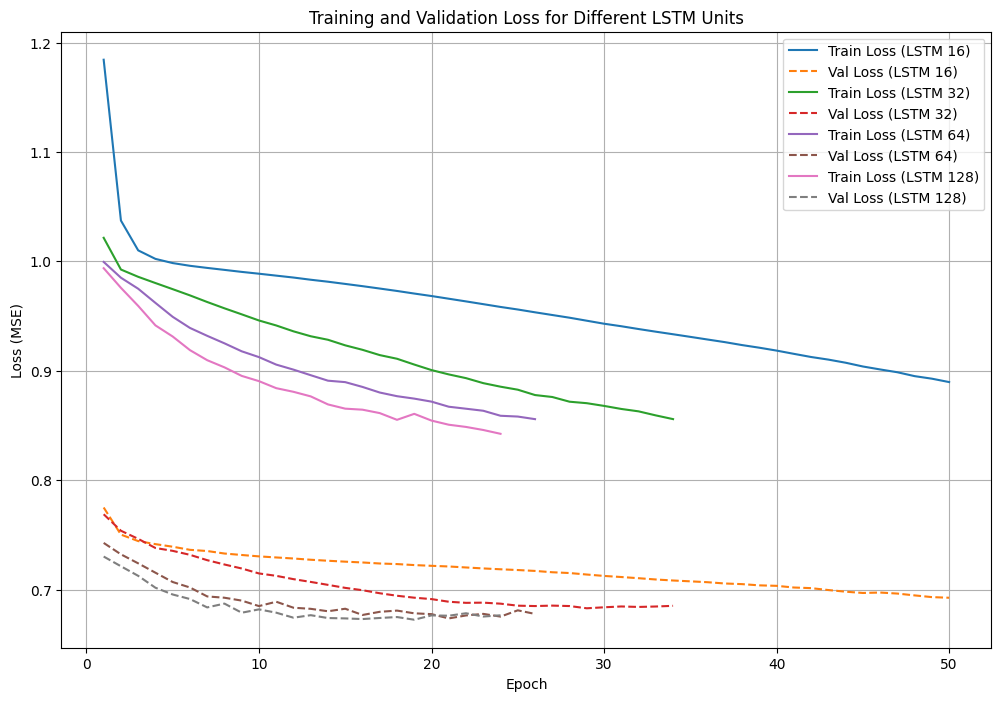 Training and Validation Loss for Different LSTM Units
Loss (MSE)
1.2
1.1
1.0
0.9
0.8
0.7
Train Loss (LSTM 16)
Val Loss (LSTM 16)
Train Loss (LSTM 32)
Val Loss (LSTM 32)
Train Loss (LSTM 64)
Val Loss (LSTM 64)
Train Loss (LSTM 128)
Val Loss (LSTM 128)
0 10 20 30 40 50
Epoch